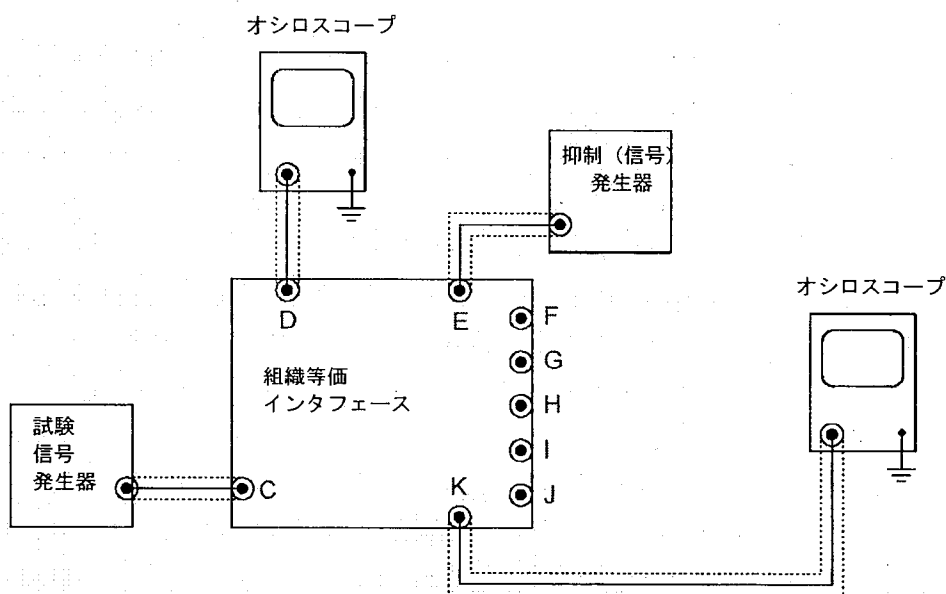 オシロスコープ
抑制（信号）
発生器
オシロスコープ
D
E
F
G
H
I
J
K
C
組織等価
インタフェース
試験
信号
発生器